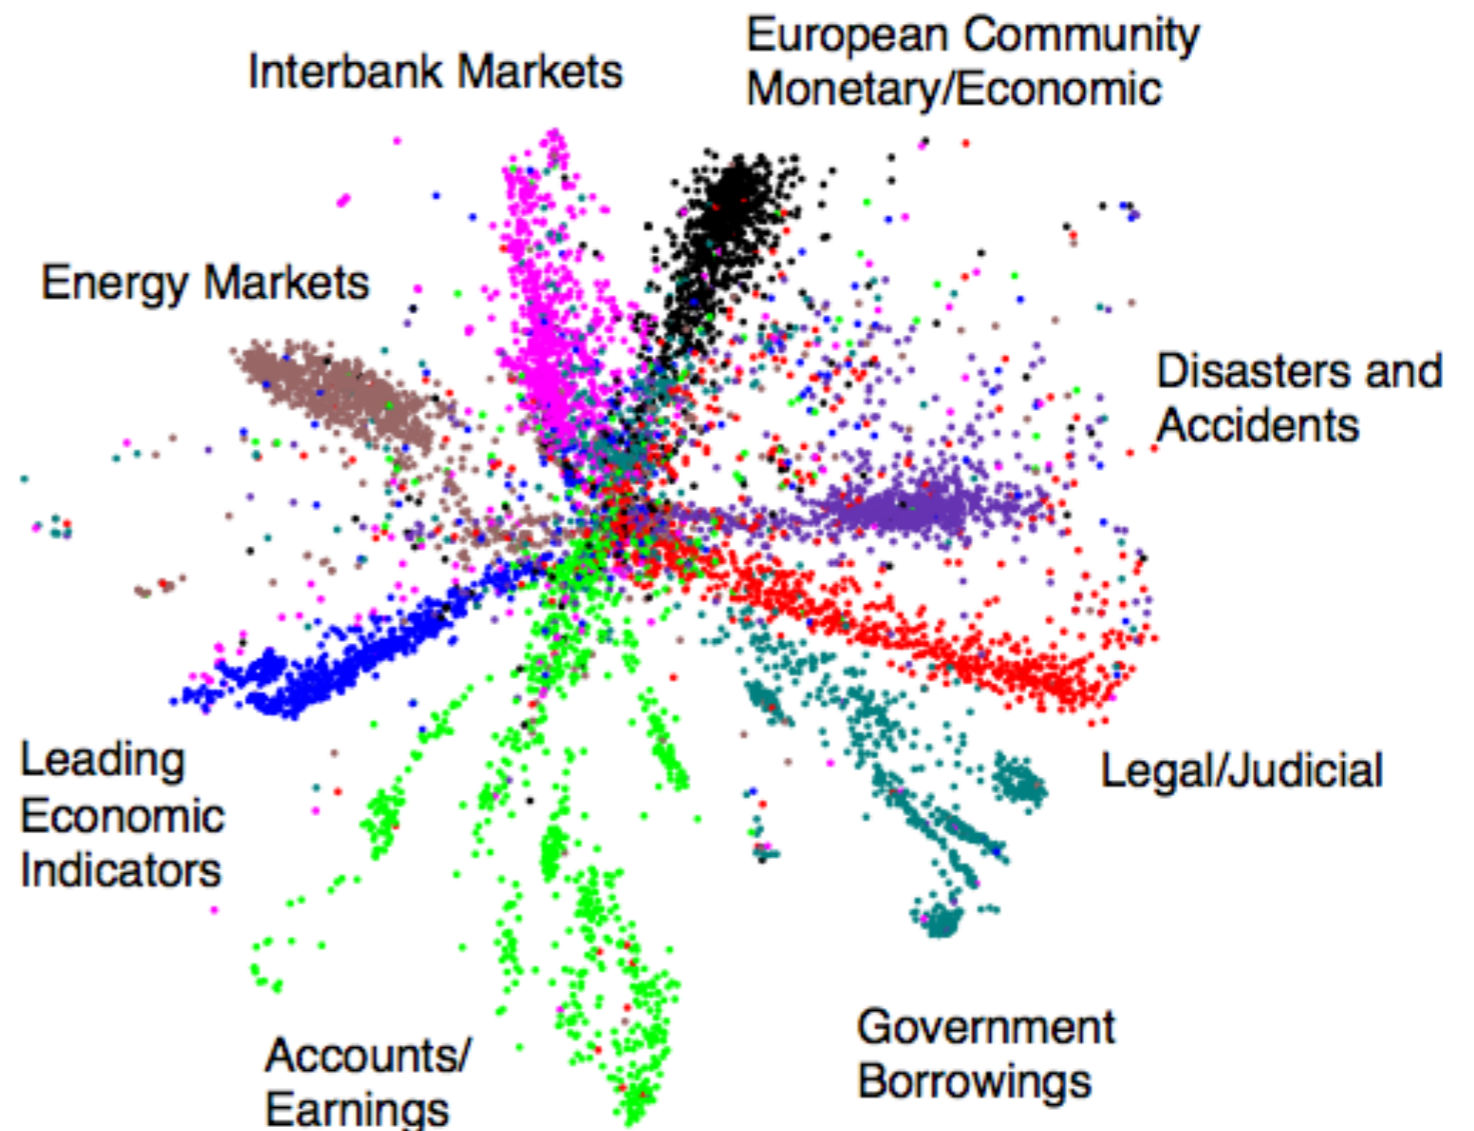 European Community
Monetary/Economic
Interbank Markets
Energy Markets
Disasters and
Accidents
Leading
Economic
Indicators
Legal/Judicial
Accounts/
Earnings
Government
Borrowings